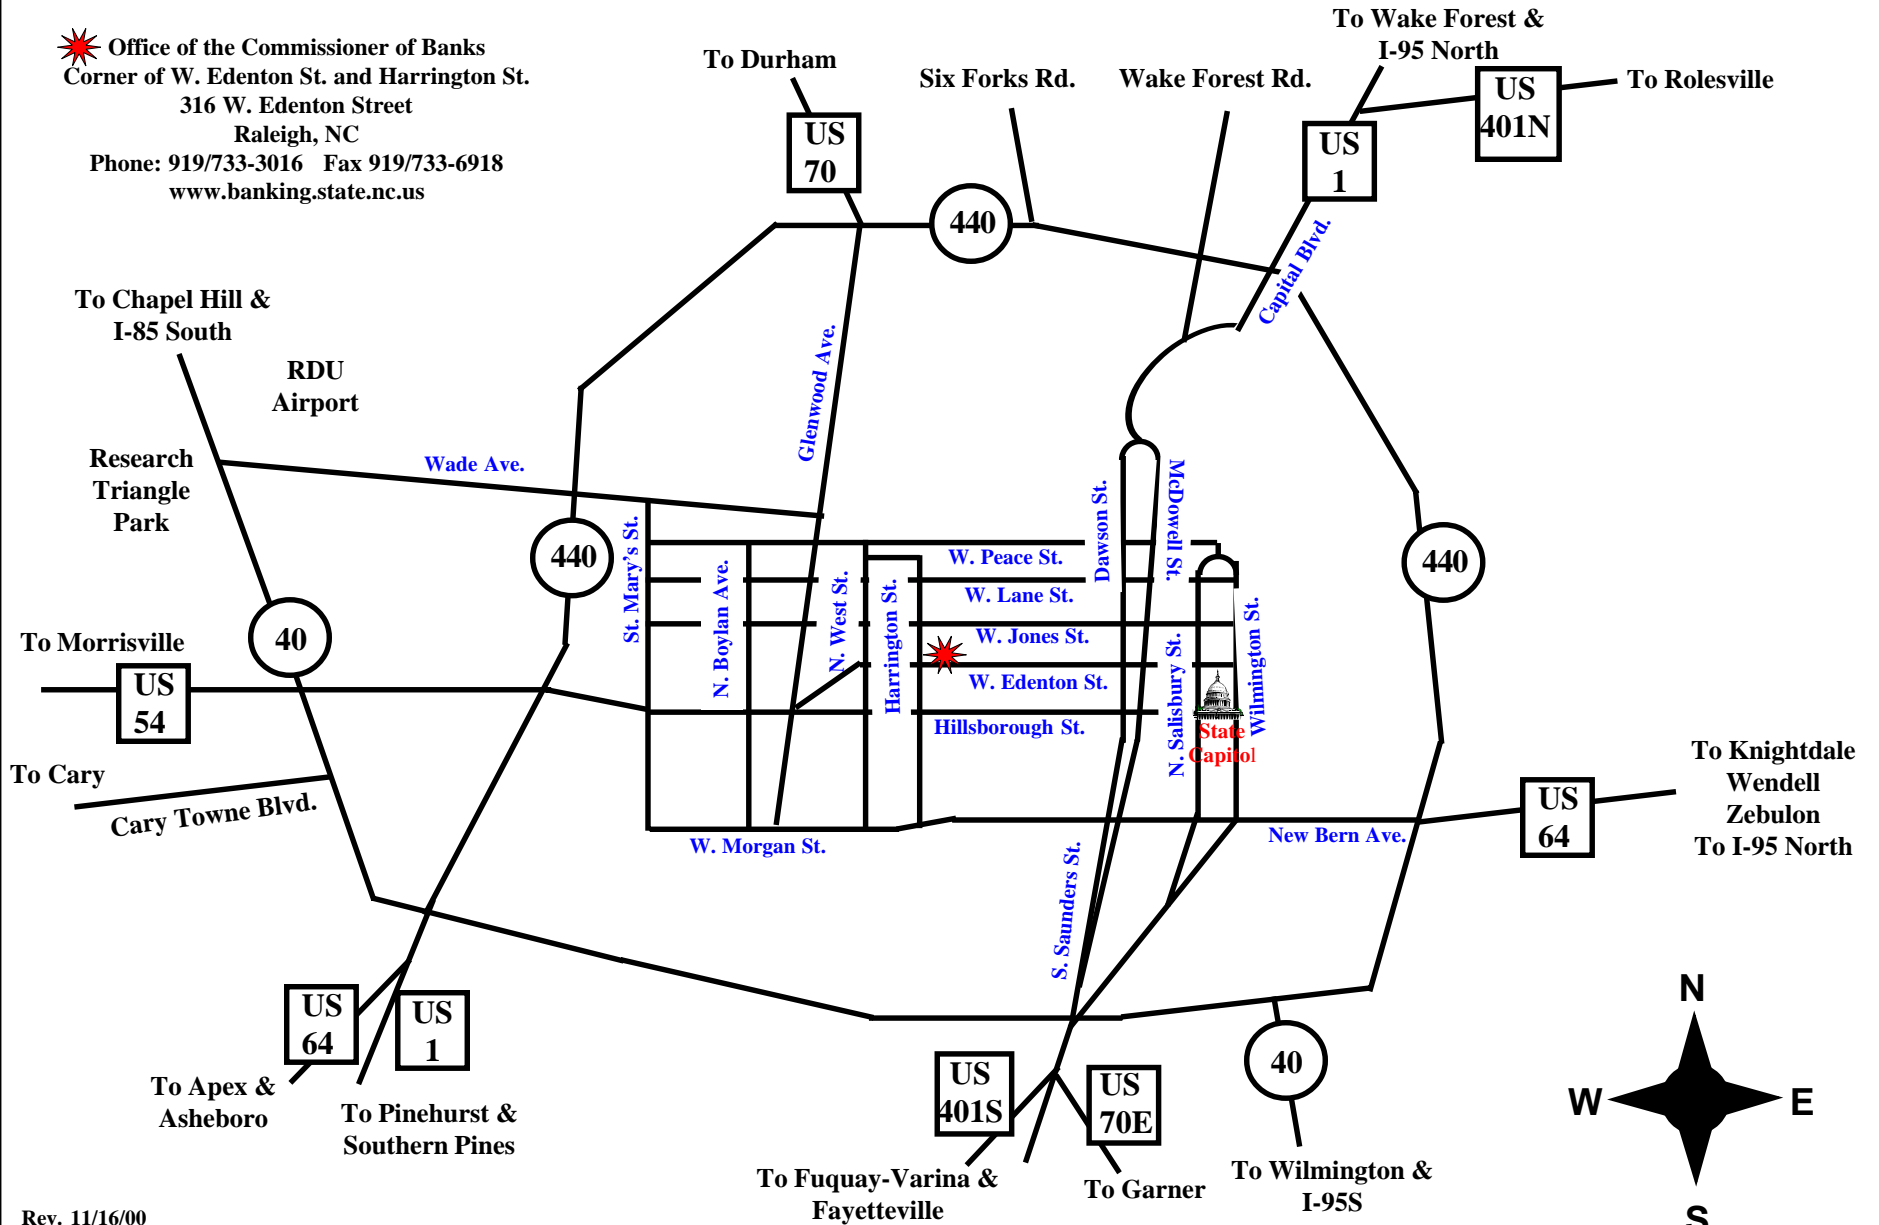 Office of the Commissioner of Banks
Corner of W. Edenton St. and Harrington St.
316 W. Edenton Street
Raleigh, NC
Phone: 919/733-3016 Fax 919/733-6918
www.banking.state.nc.us
To Durham
US
70
Six Forks Rd.
Wake Forest Rd.
To Wake Forest &
I-95 North
US
1
US
401N
To Rolesville
440
Capital Blvd.
To Chapel Hill &
I-85 South
RDU
Airport
Research
Triangle
Park
Wade Ave.
Glenwood Ave.
440
40
To Morrisville
US
54
To Cary
Cary Towne Blvd.
St. Mary's St.
N. Boylan Ave.
N. West St.
Harrington St.
W. Peace St.
W. Lane St.
W. Jones St.
W. Edenton St.
Hillsborough St.
Dawson St.
McDowell St.
N. Salisbury St.
Wilmington St.
State
Capitol
440
W. Morgan St.
New Bern Ave.
US
64
To Knightdale
Wendell
Zebulon
To I-95 North
S. Saunders St.
US
64
US
1
To Apex &
Asheboro
To Pinehurst &
Southern Pines
US
401S
US
70E
40
To Fuquay-Varina &
Fayetteville
To Garner
To Wilmington &
I-95S
N
W
E
S
Rev. 11/16/00